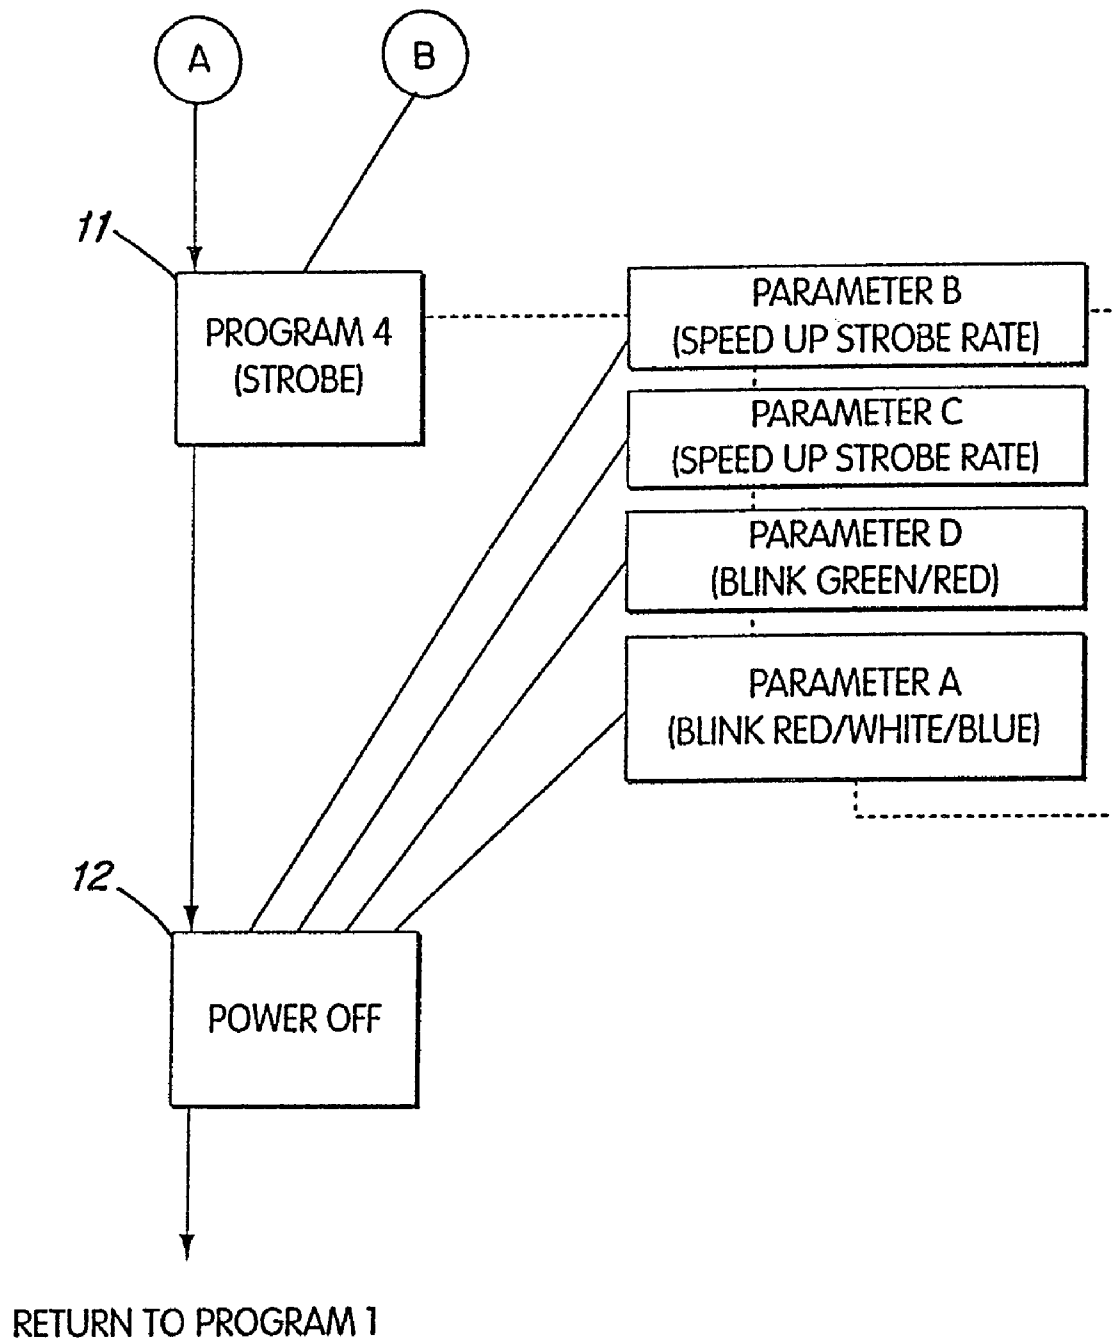 A
B
11
PROGRAM 4
(STROBE)
PARAMETER B
(SPEED UP STROBE RATE)
PARAMETER C
(SPEED UP STROBE RATE)
PARAMETER D
(BLINK GREEN/RED)
PARAMETER A
(BLINK RED/WHITE/BLUE)
12
POWER OFF
RETURN TO PROGRAM 1